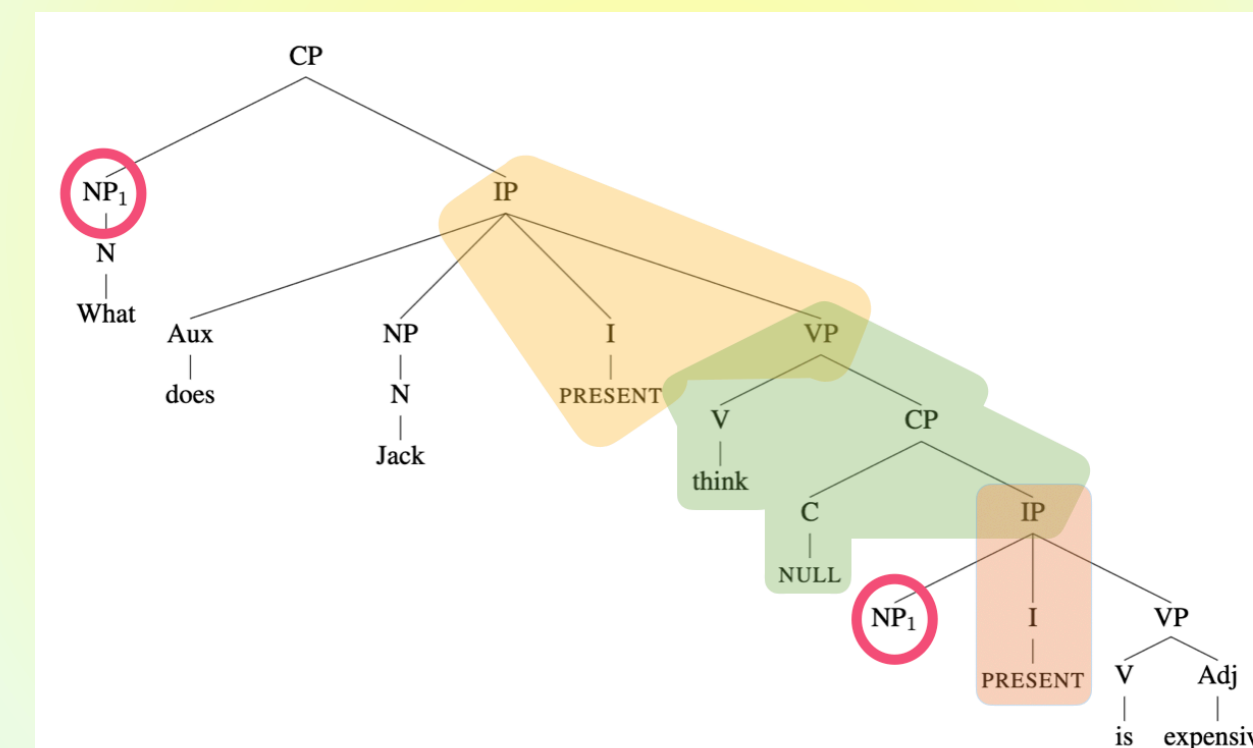 CP
NP₁ IP
N
What
Aux NP I VP
does N PRESENT
V CP
Jack
think
C IP
NULL
NP₁ I VP
PRESENT V Adj
is expensiv